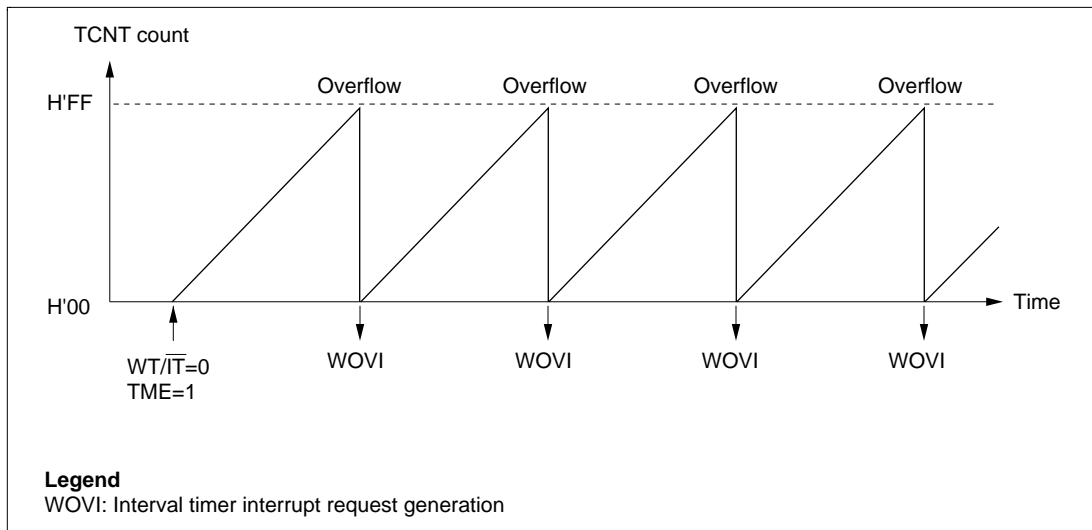 TCNT count
Overflow Overflow Overflow Overflow
H'FF
H'00
Time
WT/I̅T̅=0
TME=1
WOVI WOVI WOVI WOVI
Legend
WOVI: Interval timer interrupt request generation